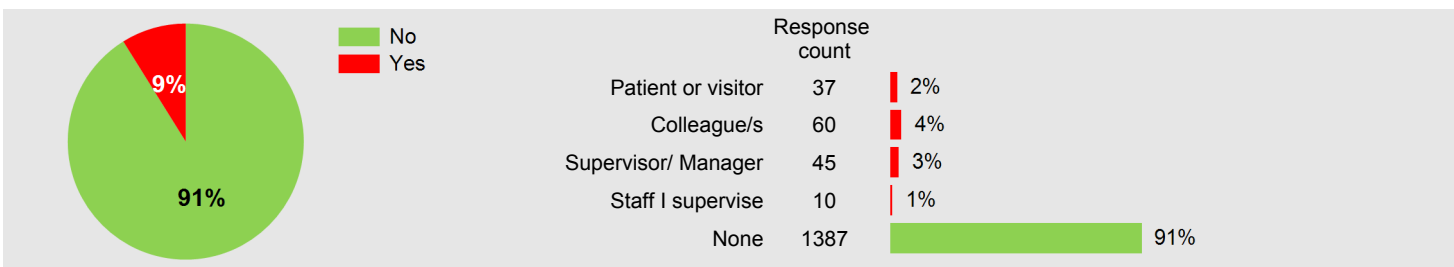 No
Yes
9%
91%
Response
count
Patient or visitor 37 2%
Colleague/s 60 4%
Supervisor/ Manager 45 3%
Staff I supervise 10 1%
None 1387 91%